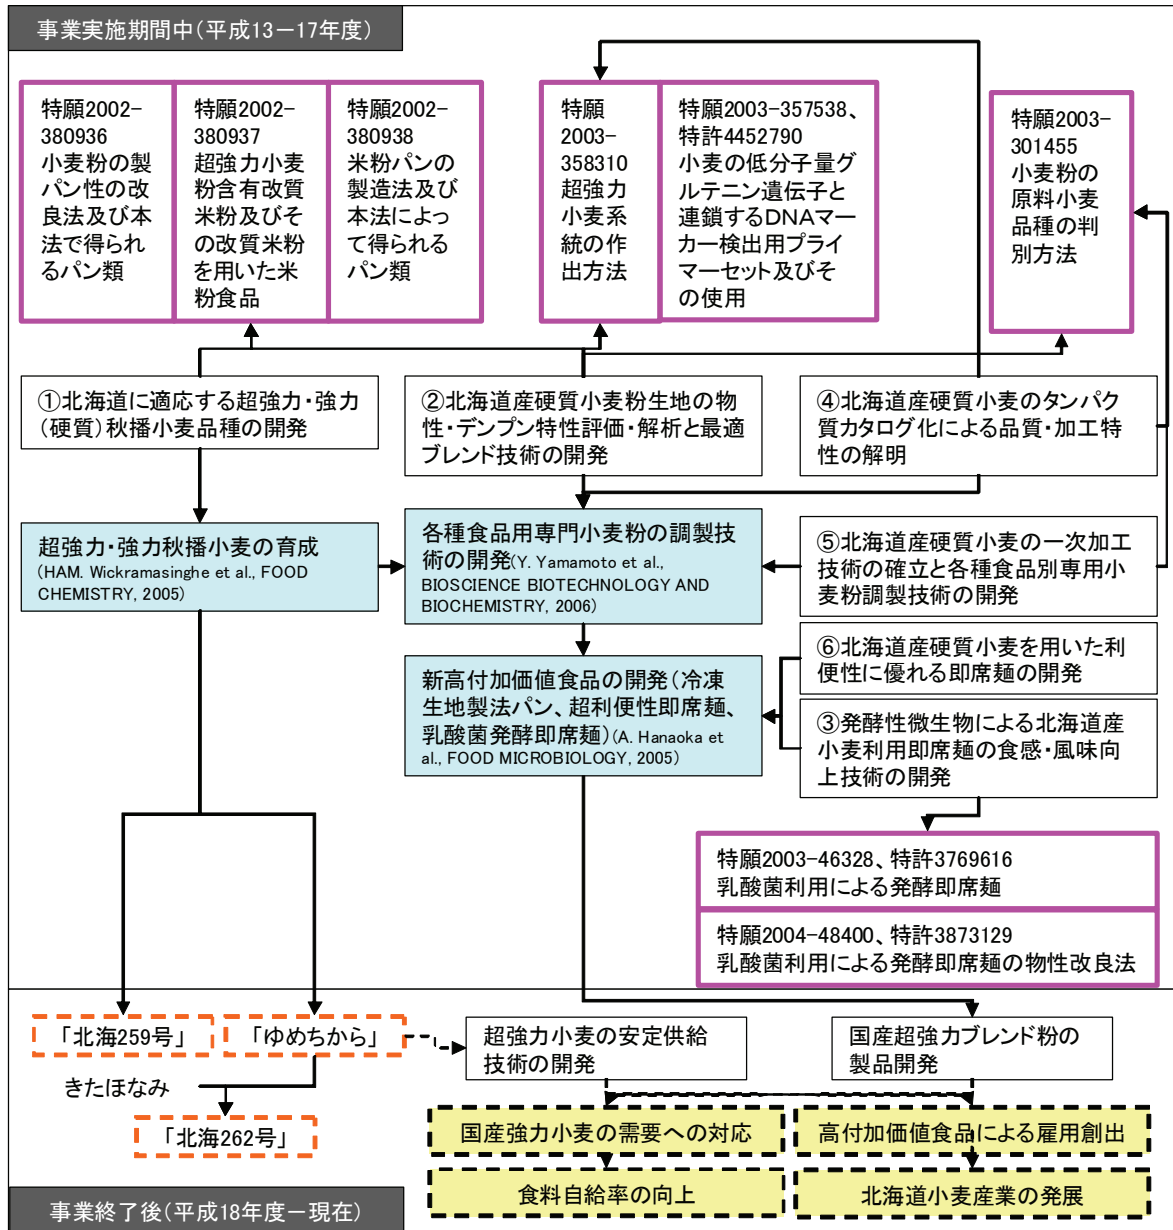 事業実施期間中(平成13－17年度)
特願2002-
380936
小麦粉の製
パン性の改
良法及び本
法で得られ
るパン類
特願2002-
380937
超強力小麦
粉含有改質
米粉及びそ
の改質米粉
を用いた米
粉食品
特願2002-
380938
米粉パンの
製造法及び
本法によっ
て得られる
パン類
特願
2003-
358310
超強力
小麦系
統の作
出方法
特願2003-357538、
特許4452790
小麦の低分子量グ
ルテニン遺伝子と
連鎖するDNAマー
カー検出用プライ
マーセット及びそ
の使用
特願2003-
301455
小麦粉の
原料小麦
品種の判
別方法
①北海道に適応する超強力・強力
(硬質)秋播小麦品種の開発
②北海道産硬質小麦粉生地の物
性・デンプン特性評価・解析と最適
ブレンド技術の開発
④北海道産硬質小麦のタンパク
質カタログ化による品質・加工特
性の解明
超強力・強力秋播小麦の育成
(HAM. Wickramasinghe et al., FOOD
CHEMISTRY, 2005)
各種食品用専門小麦粉の調製技
術の開発(Y. Yamamoto et al.,
BIOSCIENCE BIOTECHNOLOGY AND
BIOCHEMISTRY, 2006)
⑤北海道産硬質小麦の一次加工
技術の確立と各種食品別専用小
麦粉調製技術の開発
新高付加価値食品の開発(冷凍
生地製法パン、超利便性即席麺、
乳酸菌発酵即席麺)(A. Hanaoka et
al., FOOD MICROBIOLOGY, 2005)
⑥北海道産硬質小麦を用いた利
便性に優れる即席麺の開発
③発酵性微生物による北海道産
小麦利用即席麺の食感・風味向
上技術の開発
特願2003-46328、特許3769616
乳酸菌利用による発酵即席麺
特願2004-48400、特許3873129
乳酸菌利用による発酵即席麺の物性改良法
「北海259号」
「ゆめちから」
超強力小麦の安定供給
技術の開発
国産超強力ブレンド粉の
製品開発
きたほなみ
「北海262号」
国産強力小麦の需要への対応
高付加価値食品による雇用創出
食料自給率の向上
北海道小麦産業の発展
事業終了後(平成18年度－現在)